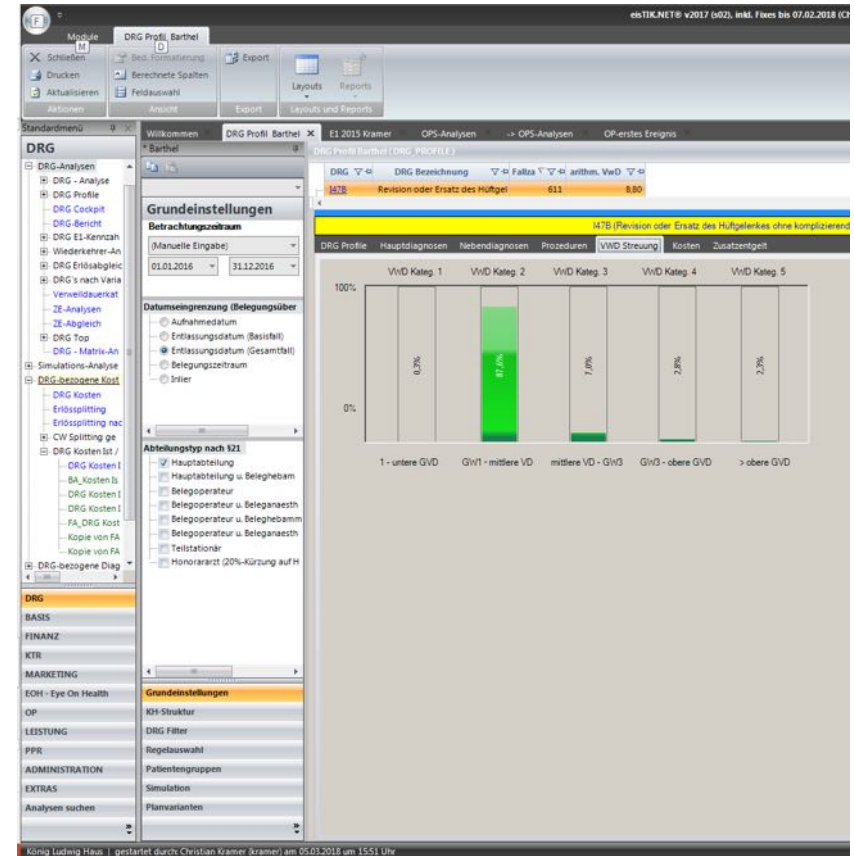 eisTIK.NET® v2017 (s02), inkl. Fixes bis 07.02.2018 (Ch
F
Module DRG Profil_Barthel
M D
Schließen Bed. Formatierung Export
Drucken Berechnete Spalten Layouts Reports
Aktualisieren Feldauswahl
Aktionen Ansicht Export Layouts und Reports
Standardmenü
Willkommen DRG Profil Barthel E1 2015 Kramer OPS-Analysen -> OPS-Analysen OP-erstes Ereignis
DRG
* Barthel
DRG Profil Barthel ( DRG_PROFILE )
DRG-Analysen
DRG - Analyse
DRG Profile
DRG Cockpit
DRG-Bericht
DRG E1-Kennzah
Wiederkehrer-An
DRG Erlösabgleic
DRG's nach Varia
Verweildauerkat
ZE-Analysen
ZE-Abgleich
DRG Top
DRG - Matrix-An
Simulations-Analyse
DRG-bezogene Kost
DRG Kosten
Erlössplitting
Erlössplitting nac
CW Splitting ge
DRG Kosten Ist /
DRG Kosten I
BA_Kosten Is
DRG Kosten I
DRG Kosten I
FA_DRG Kost
Kopie von FA
Kopie von FA
DRG-bezogene Diag
DRG
BASIS
FINANZ
KTR
MARKETING
EOH - Eye On Health
OP
LEISTUNG
PPR
ADMINISTRATION
EXTRAS
Analysen suchen
Grundeinstellungen
Betrachtungszeitraum
(Manuelle Eingabe)
01.01.2016 31.12.2016
Datumseingrenzung (Belegungsüber
Aufnahmedatum
Entlassungsdatum (Basisfall)
Entlassungsdatum (Gesamtfall)
Belegungszeitraum
Inlier
Abteilungstyp nach §21
Hauptabteilung
Hauptabteilung u. Beleghebam
Belegoperateur
Belegoperateur u. Beleganaesth
Belegoperateur u. Beleghebamm
Belegoperateur u. Beleganaesth
Teilstationär
Honorararzt (20%-Kürzung auf H
Grundeinstellungen
KH-Struktur
DRG Filter
Regelauswahl
Patientengruppen
Simulation
Planvarianten
DRG DRG Bezeichnung Fallza arithm. VwD
I47B Revision oder Ersatz des Hüftgel 611 8,80
I47B (Revision oder Ersatz des Hüftgelenkes ohne komplizierend
DRG Profile Hauptdiagnosen Nebendiagnosen Prozeduren VWD Streuung Kosten Zusatzentgelt
VWD Kateg. 1 VWD Kateg. 2 VWD Kateg. 3 VWD Kateg. 4 VWD Kateg. 5
100%
0,3% 87,6% 7,0% 2,8% 2,3%
0%
1 - untere GVD GW1 - mittlere VD mittlere VD - GW3 GW3 - obere GVD > obere GVD
König Ludwig Haus | gestartet durch: Christian Kramer (kramer) am 05.03.2018 um 15:51 Uhr